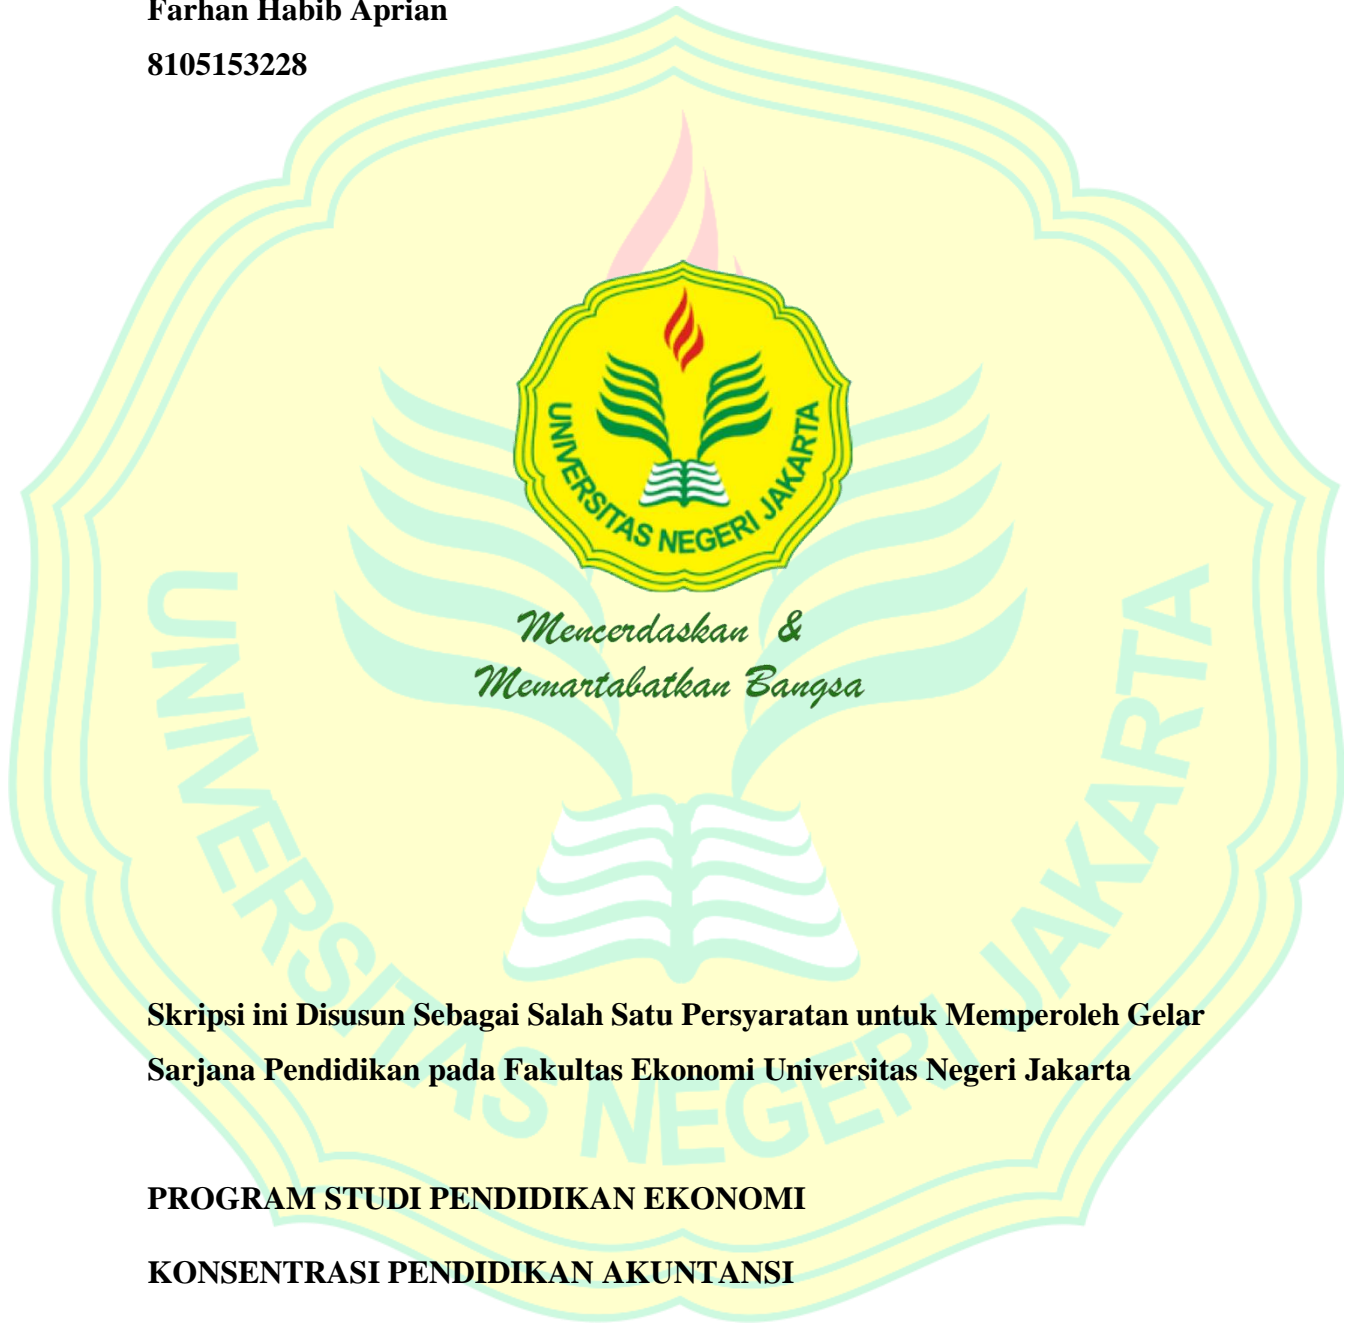 Farhan Habib Aprian
8105153228
UNIVERSITAS NEGERI JAKARTA
Mencerdaskan &
Memartabatkan Bangsa
UNIVERSITAS NEGERI JAKARTA
Skripsi ini Disusun Sebagai Salah Satu Persyaratan untuk Memperoleh Gelar
Sarjana Pendidikan pada Fakultas Ekonomi Universitas Negeri Jakarta
PROGRAM STUDI PENDIDIKAN EKONOMI
KONSENTRASI PENDIDIKAN AKUNTANSI